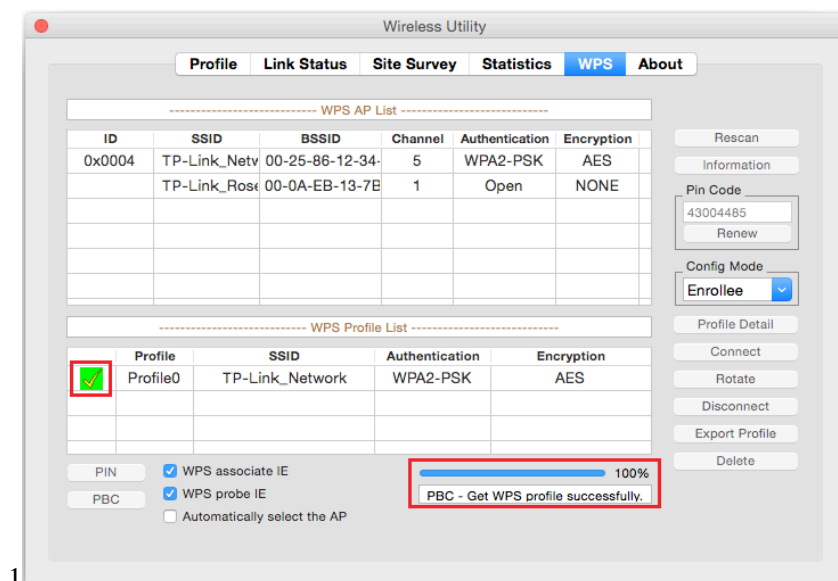 Wireless Utility
Profile Link Status Site Survey Statistics WPS About
---------------------------- WPS AP List ----------------------------
ID SSID BSSID Channel Authentication Encryption
0x0004 TP-Link_Netw 00-25-86-12-34- 5 WPA2-PSK AES
TP-Link_Rose 00-0A-EB-13-7B 1 Open NONE
Rescan
Information
Pin Code
43004485
Renew
Config Mode
Enrollee
---------------------------- WPS Profile List ----------------------------
Profile SSID Authentication Encryption
Profile0 TP-Link_Network WPA2-PSK AES
Profile Detail
Connect
Rotate
Disconnect
Export Profile
Delete
PIN WPS associate IE 100%
PBC WPS probe IE PBC - Get WPS profile successfully.
Automatically select the AP
1